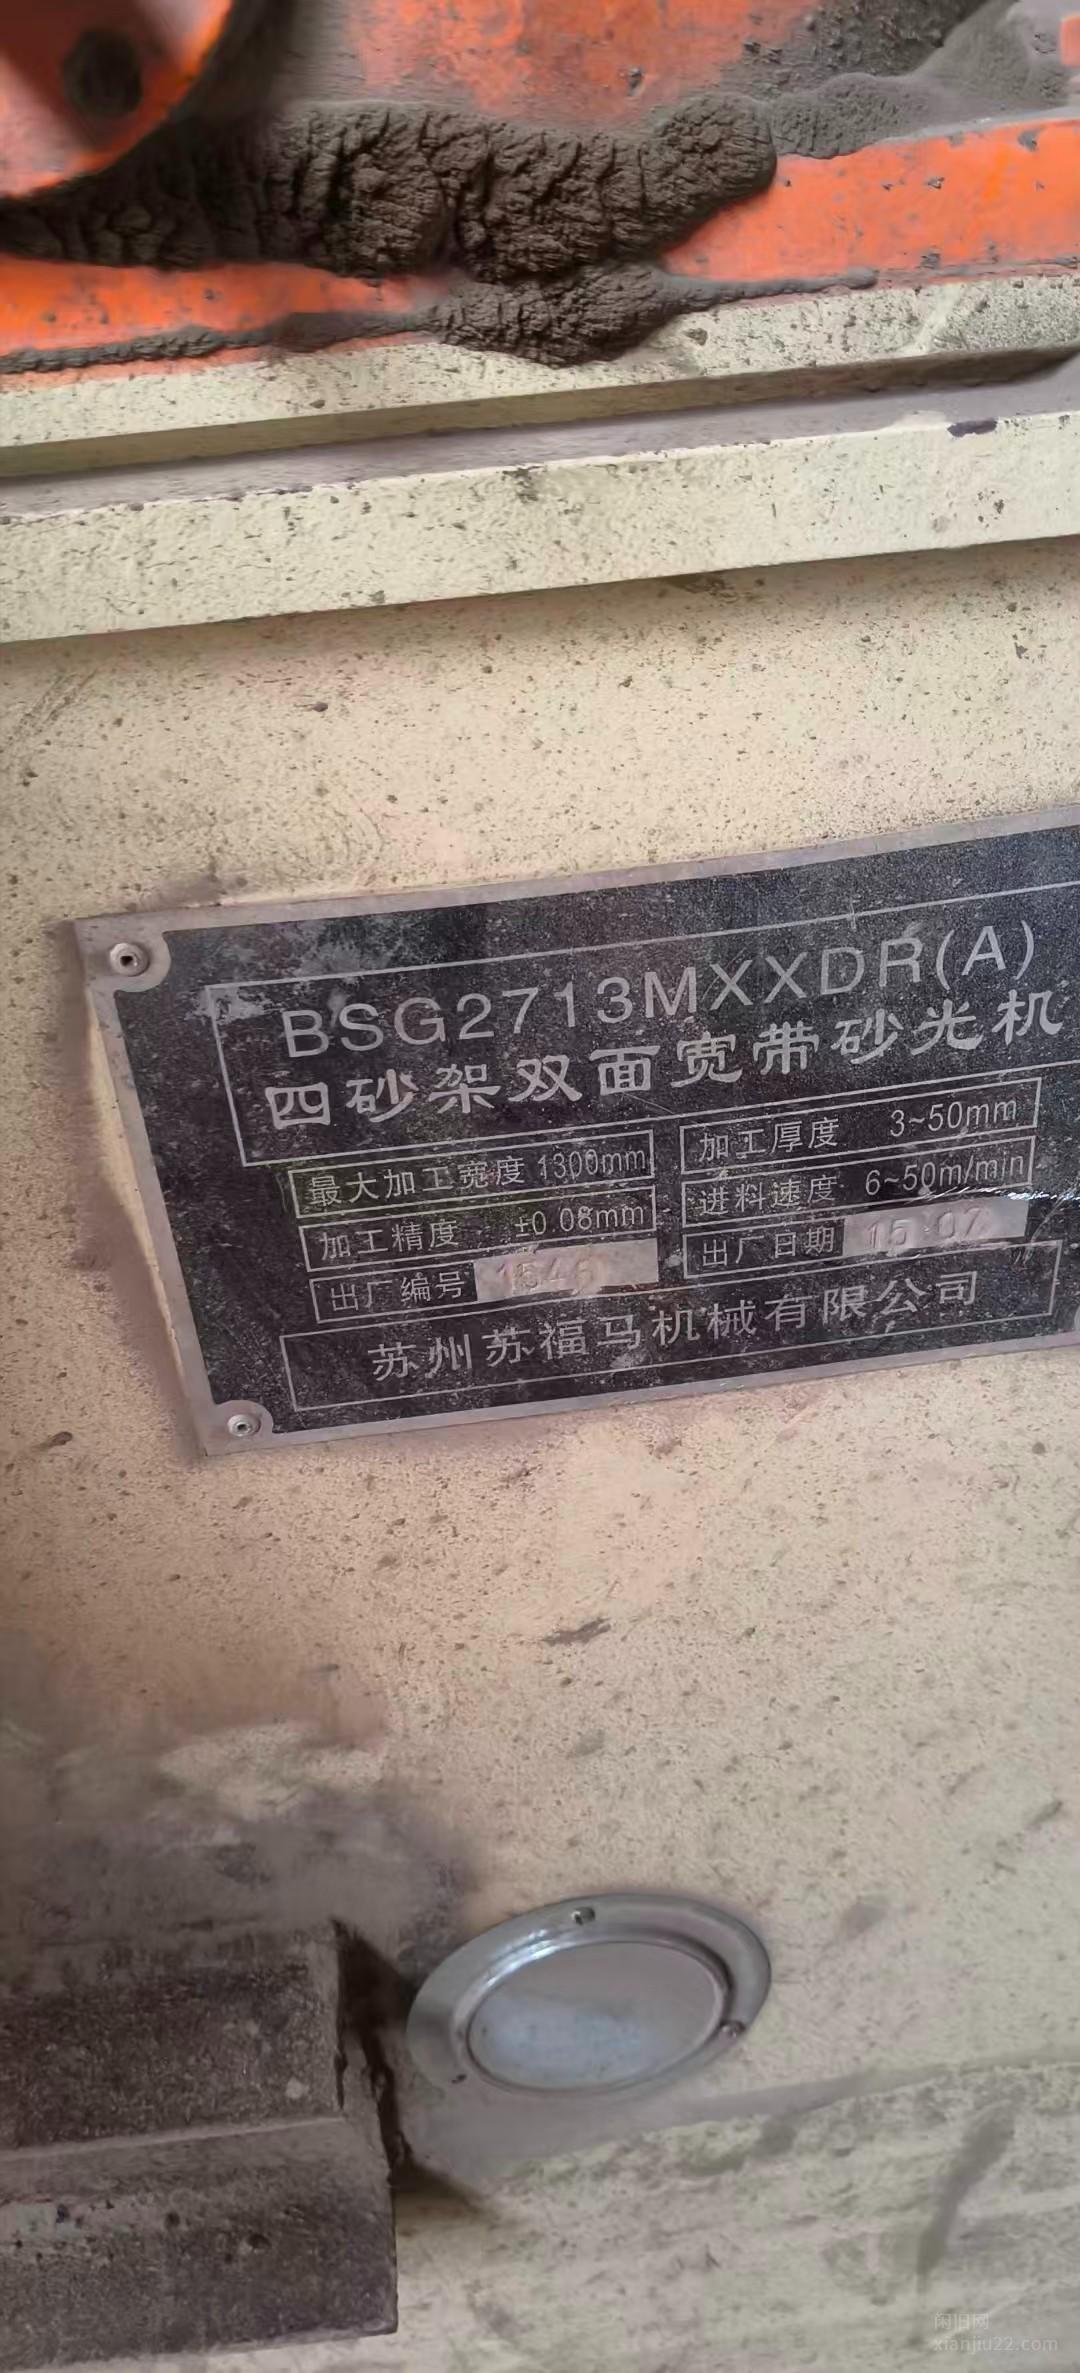 BSG2713MXXDR(A)
四砂架双面宽带砂光机
最大加工宽度 1300mm 加工厚度 3~50mm
加工精度 ±0.08mm 进料速度 6~50m/min
出厂编号 1546 出厂日期 15 07
苏州苏福马机械有限公司
闲旧网
xianjiu22.com